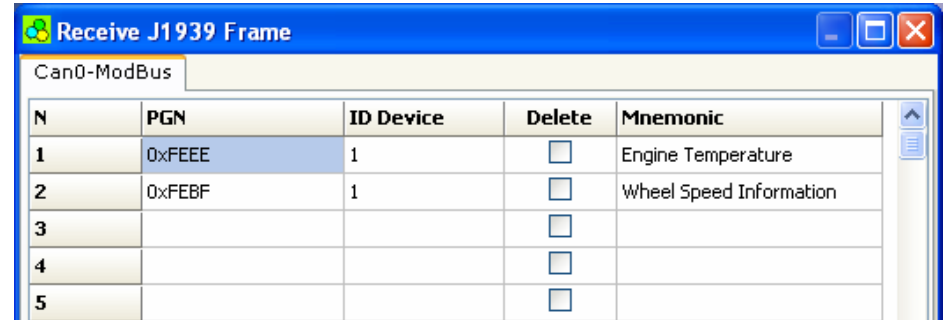 Receive J1939 Frame
Can0-ModBus
N PGN ID Device Delete Mnemonic
1 0xFEEE 1 Engine Temperature
2 0xFEBF 1 Wheel Speed Information
3
4
5